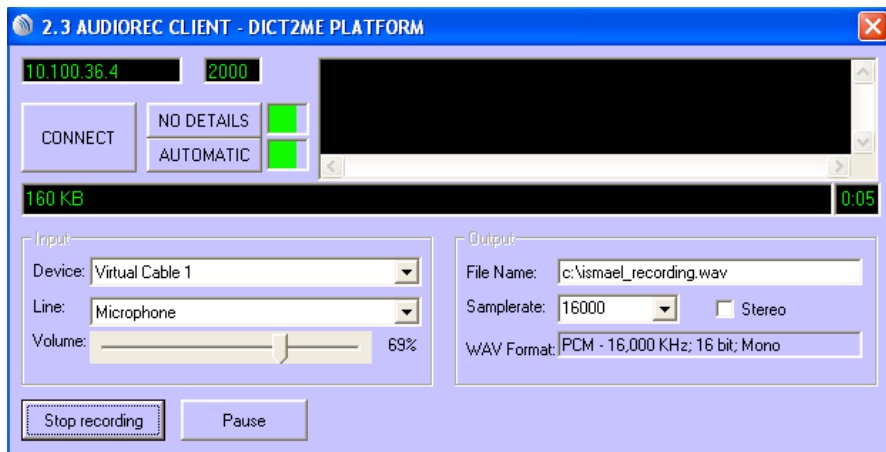 2.3 AUDIOREC CLIENT - DICT2ME PLATFORM
10.100.36.4 2000
CONNECT
NO DETAILS
AUTOMATIC
160 KB 0:05
Input
Device: Virtual Cable 1
Line: Microphone
Volume: 69%
Output
File Name: c:\ismael_recording.wav
Samplerate: 16000 Stereo
WAV Format: PCM - 16,000 KHz; 16 bit; Mono
Stop recording Pause